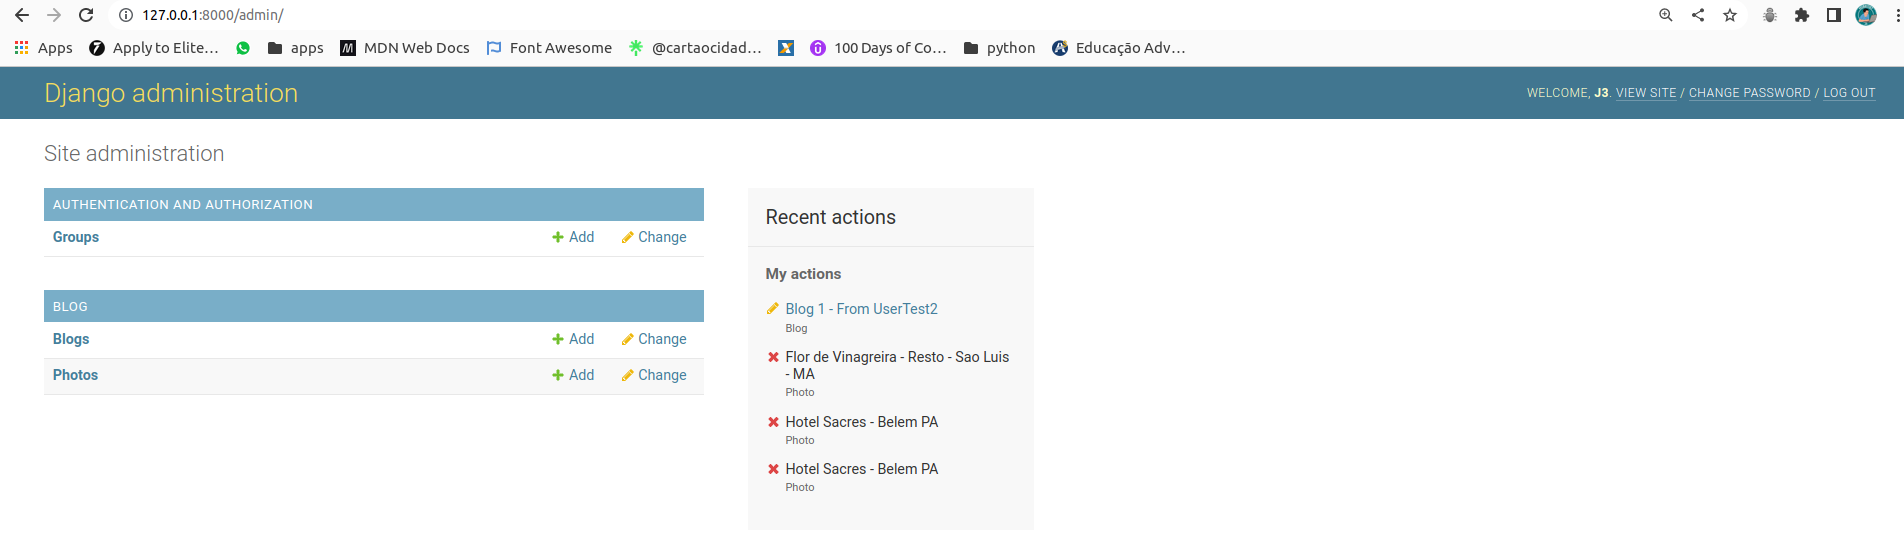 127.0.0.1:8000/admin/
Apps Apply to Elite… apps MDN Web Docs Font Awesome @cartaocidad… 100 Days of Co… python Educação Adv…
Django administration
WELCOME, J3. VIEW SITE / CHANGE PASSWORD / LOG OUT
Site administration
AUTHENTICATION AND AUTHORIZATION
Groups Add Change
BLOG
Blogs Add Change
Photos Add Change
Recent actions
My actions
Blog 1 - From UserTest2
Blog
Flor de Vinagreira - Resto - Sao Luis
- MA
Photo
Hotel Sacres - Belem PA
Photo
Hotel Sacres - Belem PA
Photo